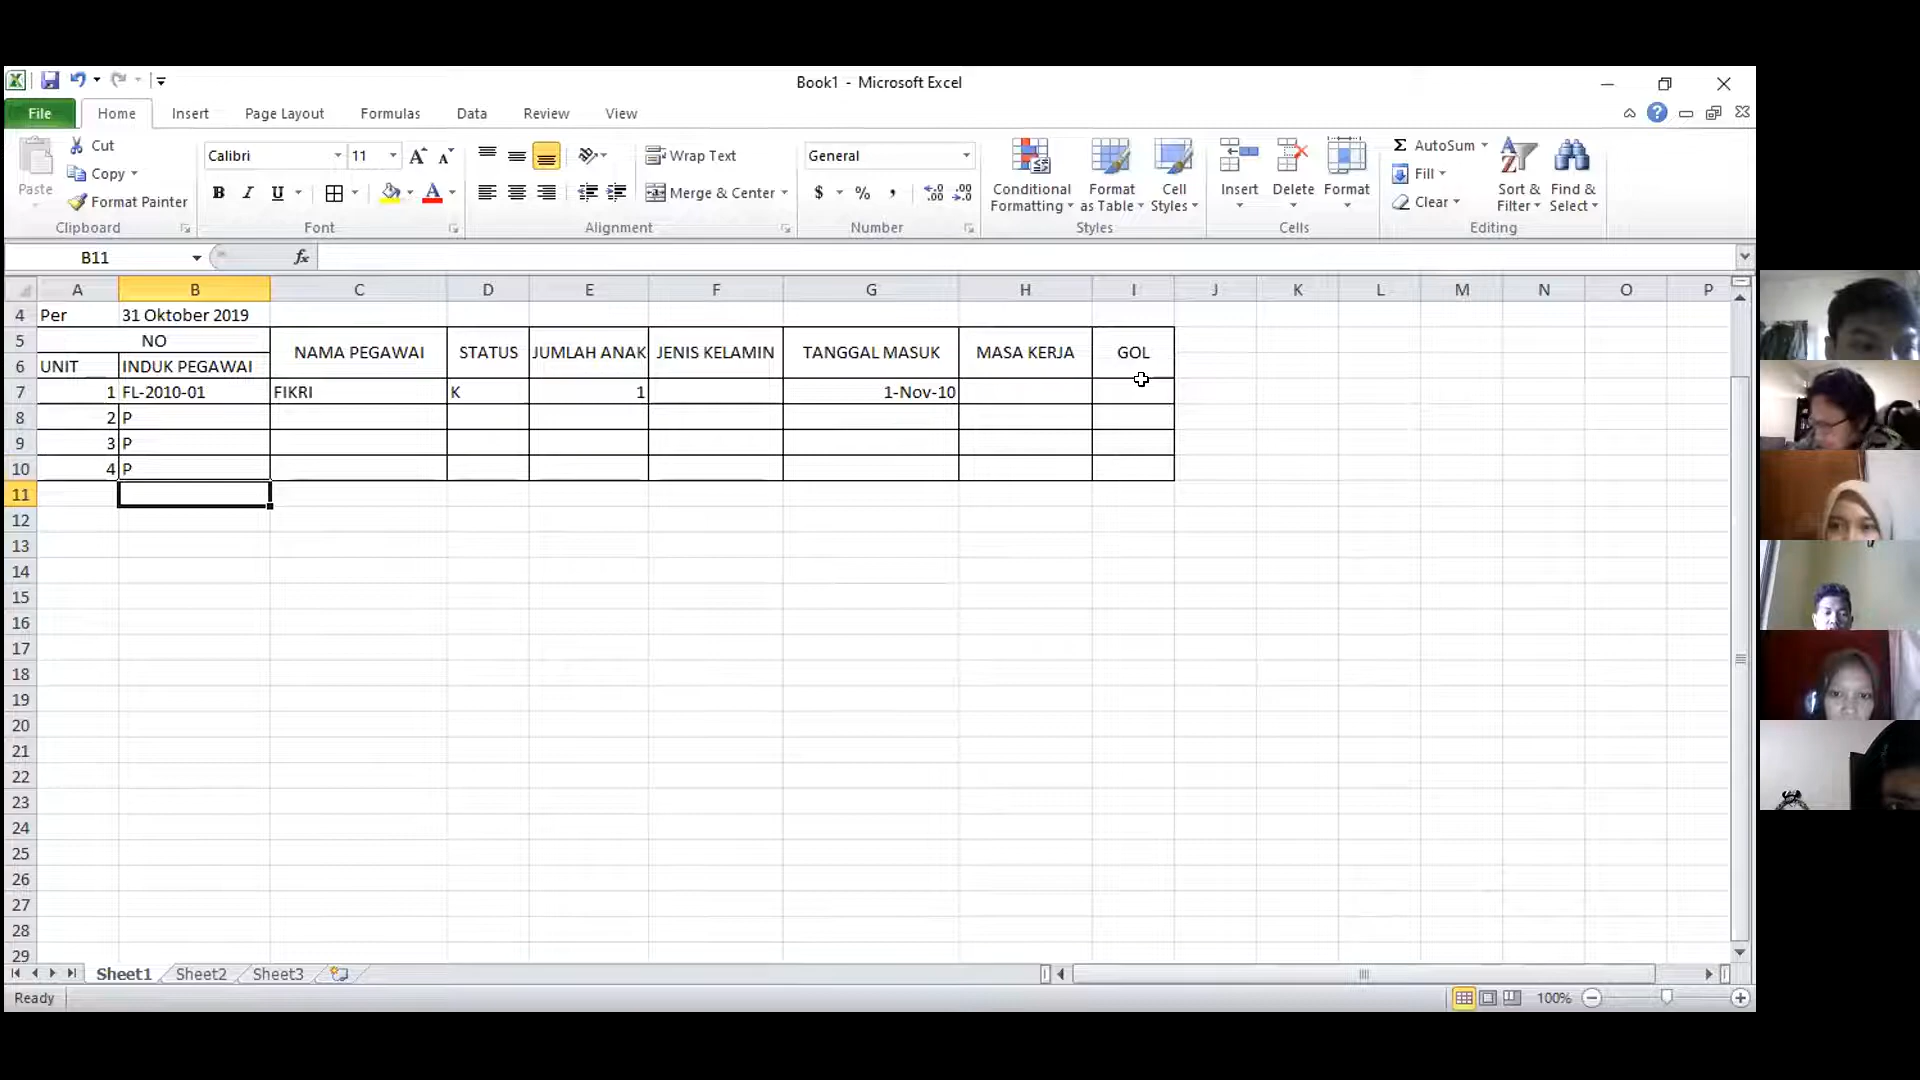 Book1 - Microsoft Excel
File Home Insert Page Layout Formulas Data Review View
Paste
Cut
Copy
Format Painter
Clipboard
Calibri 11
B I U
Font
Wrap Text
Merge & Center
Alignment
General
$ % ,
Number
Conditional Formatting
Format as Table
Cell Styles
Styles
Insert Delete Format
Cells
Σ AutoSum
Fill
Clear
Sort & Filter
Find & Select
Editing
B11 fx
A B C D E F G H I J K L M N O P
4 Per 31 Oktober 2019
5 NO
NAMA PEGAWAI STATUS JUMLAH ANAK JENIS KELAMIN TANGGAL MASUK MASA KERJA GOL
6 UNIT INDUK PEGAWAI
7 1 FL-2010-01 FIKRI K 1 1-Nov-10
8 2 P
9 3 P
10 4 P
11
12
13
14
15
16
17
18
19
20
21
22
23
24
25
26
27
28
29
Sheet1 Sheet2 Sheet3
Ready 100%